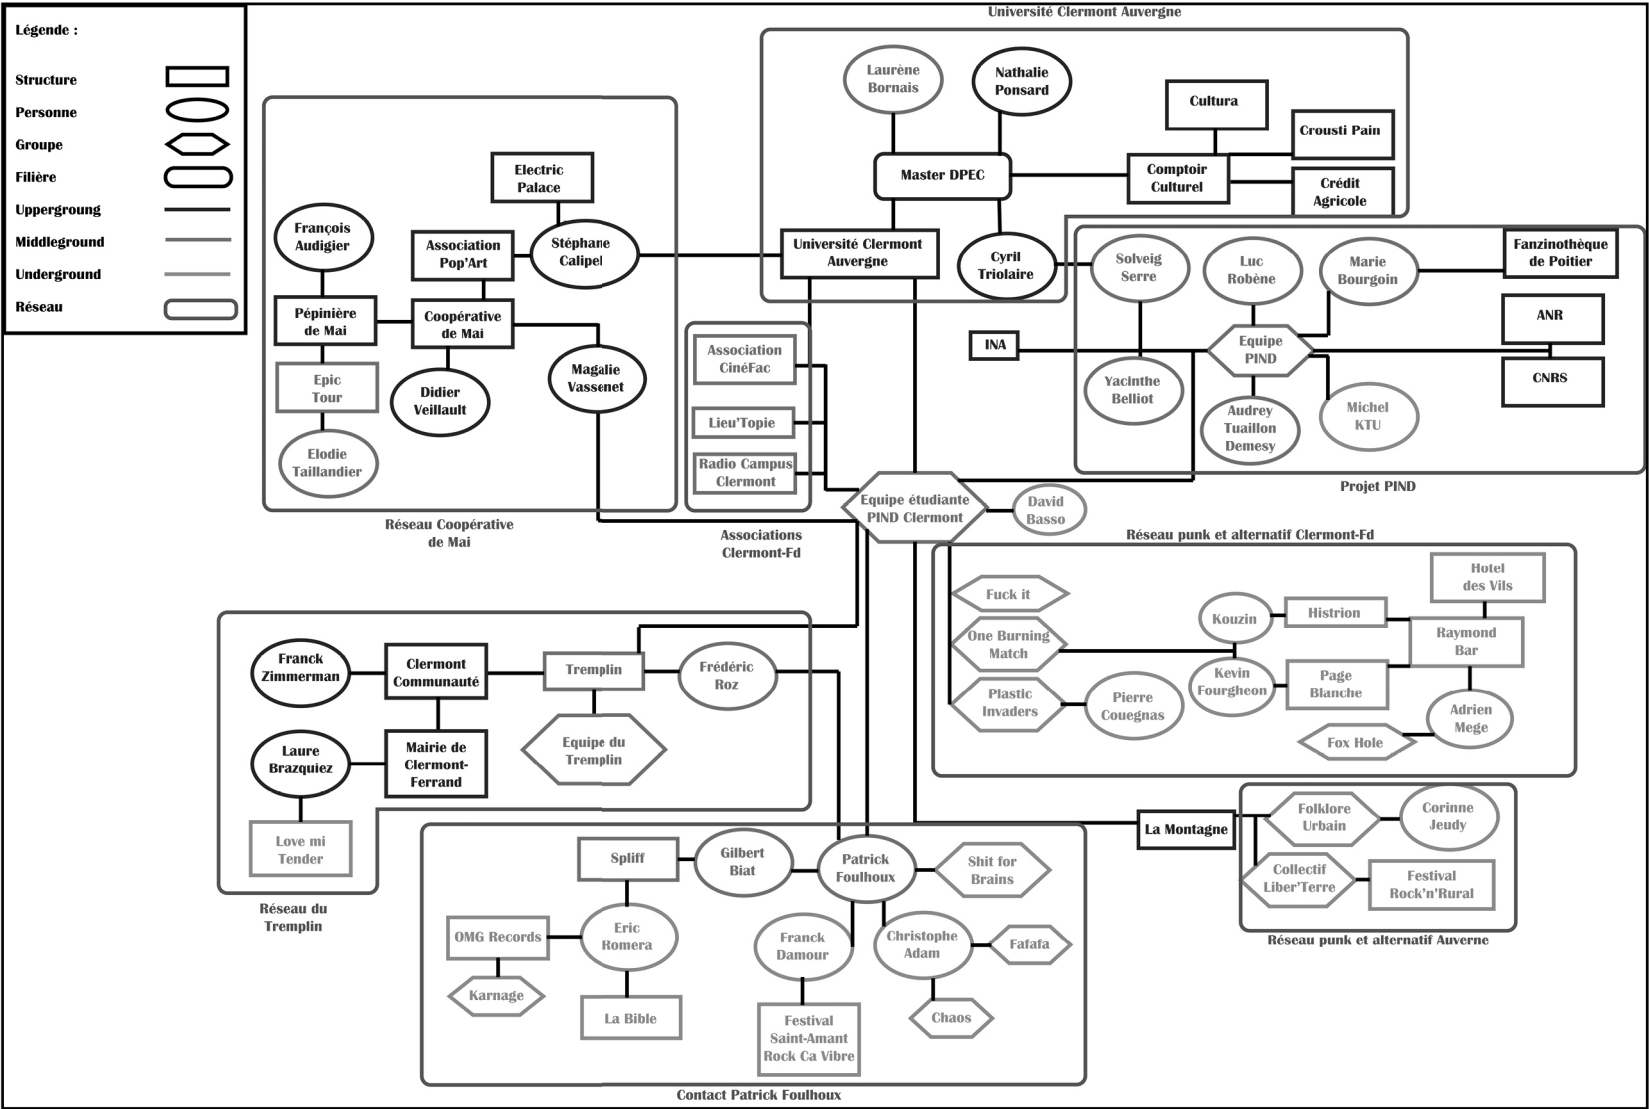 Légende :
Structure
Personne
Groupe
Filière
Uppergroung
Middleground
Underground
Réseau
Université Clermont Auvergne
Laurène
Bornais
Nathalie
Ponsard
Master DPEC
Cultura
Crousti Pain
Comptoir
Culturel
Crédit
Agricole
Université Clermont
Auvergne
Cyril
Triolaire
Electric
Palace
François
Audigier
Association
Pop'Art
Stéphane
Calipel
Pépinière
de Mai
Coopérative
de Mai
Magalie
Vassenet
Epic
Tour
Didier
Veillault
Elodie
Taillandier
Réseau Coopérative
de Mai
Association
CinéFac
Lieu'Topie
Radio Campus
Clermont
Associations
Clermont-Fd
Solveig
Serre
Luc
Robène
Marie
Bourgoin
Fanzinothèque
de Poitier
INA
Equipe
PIND
ANR
CNRS
Yacinthe
Belliot
Audrey
Tuaillon
Demesy
Michel
KTU
Projet PIND
Equipe étudiante
PIND Clermont
David
Basso
Réseau punk et alternatif Clermont-Fd
Fuck it
One Burning
Match
Plastic
Invaders
Pierre
Couegnas
Kouzin
Histrion
Hotel
des Vils
Raymond
Bar
Kevin
Fourgheon
Page
Blanche
Adrien
Mege
Fox Hole
Franck
Zimmerman
Clermont
Communauté
Tremplin
Frédéric
Roz
Laure
Brazquiez
Mairie de
Clermont-
Ferrand
Equipe du
Tremplin
Love mi
Tender
Réseau du
Tremplin
La Montagne
Folklore
Urbain
Corinne
Jeudy
Collectif
Liber'Terre
Festival
Rock'n'Rural
Réseau punk et alternatif Auverne
Spliff
Gilbert
Biat
Patrick
Foulhoux
Shit for
Brains
OMG Records
Eric
Romera
Franck
Damour
Christophe
Adam
Fafafa
Karnage
La Bible
Festival
Saint-Amant
Rock Ca Vibre
Chaos
Contact Patrick Foulhoux